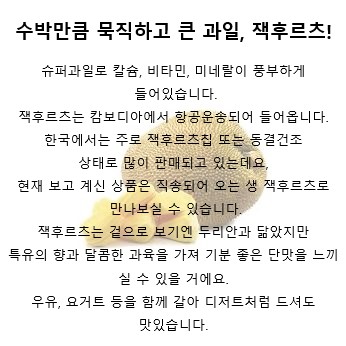 수박만큼 묵직하고 큰 과일, 잭후르츠!
슈퍼과일로 칼슘, 비타민, 미네랄이 풍부하게
들어있습니다.
잭후르츠는 캄보디아에서 항공운송되어 들어옵니다.
한국에서는 주로 잭후르츠칩 또는 동결건조
상태로 많이 판매되고 있는데요.
현재 보고 계신 상품은 직송되어 오는 생 잭후르츠로
만나보실 수 있습니다.
잭후르츠는 겉으로 보기엔 두리안과 닮았지만
특유의 향과 달콤한 과육을 가져 기분 좋은 단맛을 느끼
실 수 있을 거에요.
우유, 요거트 등을 함께 갈아 디저트처럼 드셔도
맛있습니다.